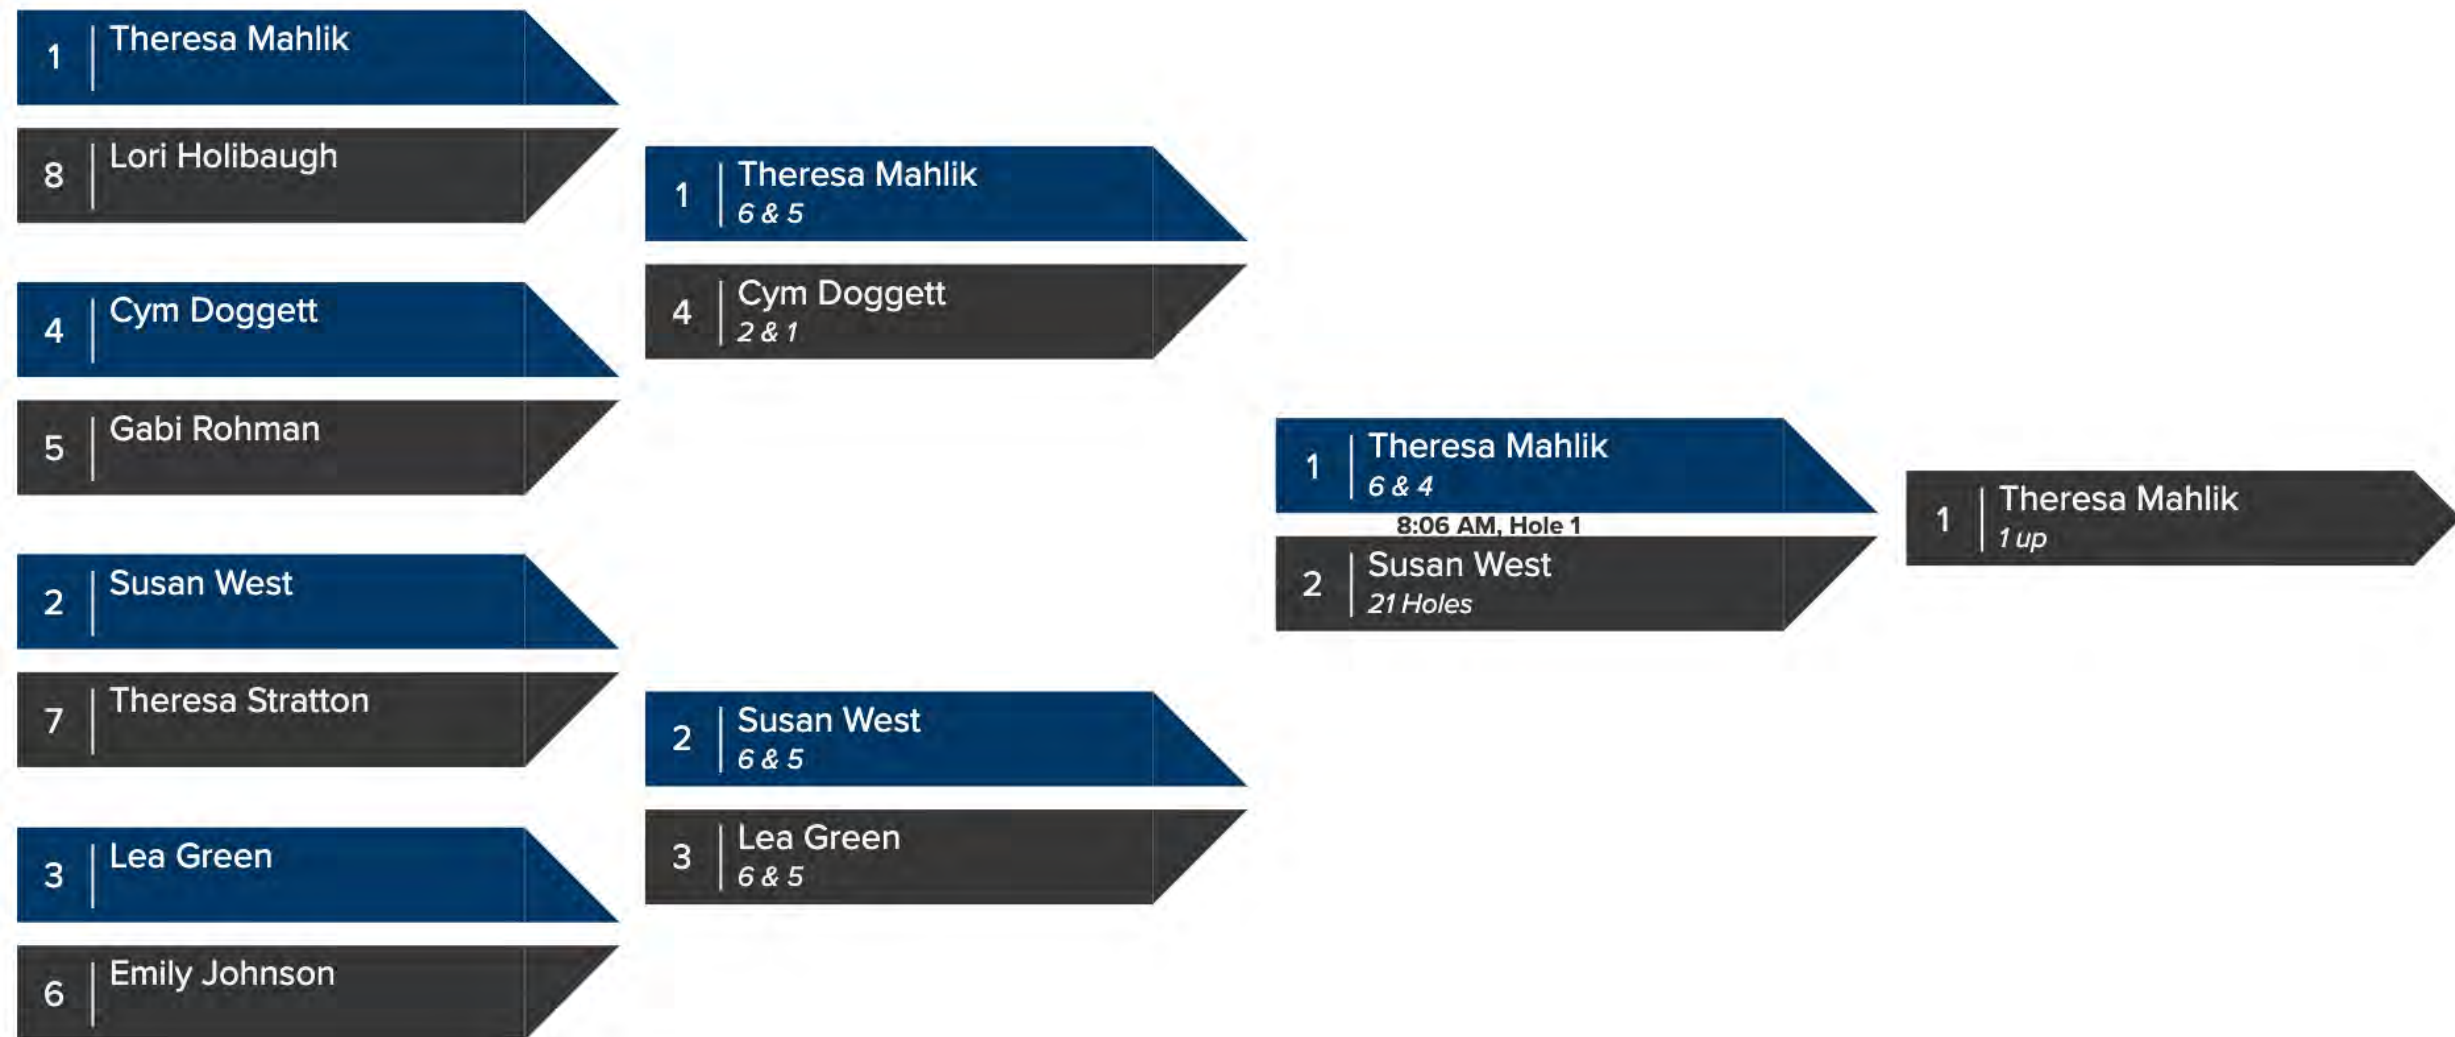 1 Theresa Mahlik
8 Lori Holibaugh
4 Cym Doggett
5 Gabi Rohman
2 Susan West
7 Theresa Stratton
3 Lea Green
6 Emily Johnson
1 Theresa Mahlik
6 & 5
4 Cym Doggett
2 & 1
2 Susan West
6 & 5
3 Lea Green
6 & 5
1 Theresa Mahlik
6 & 4
8:06 AM, Hole 1
2 Susan West
21 Holes
1 Theresa Mahlik
1 up